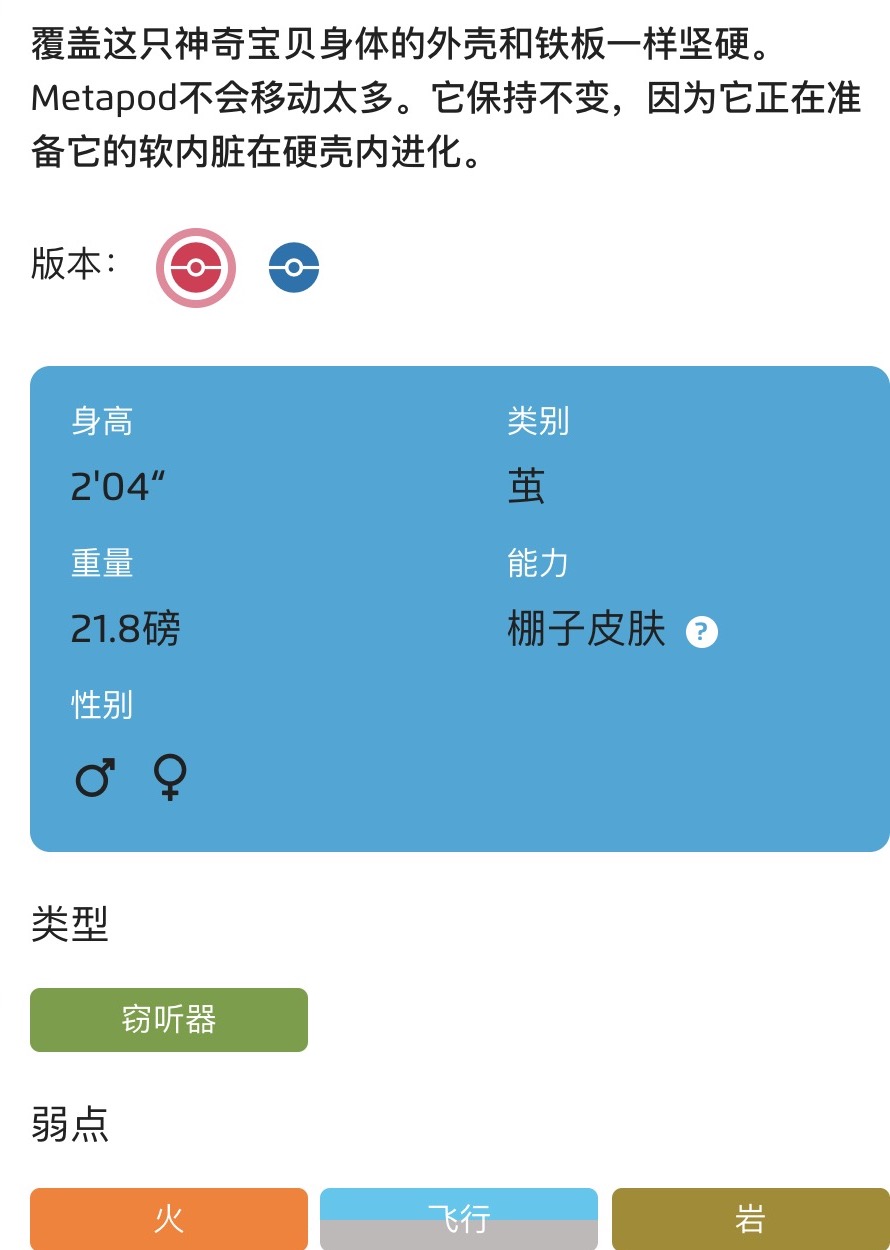 覆盖这只神奇宝贝身体的外壳和铁板一样坚硬。
Metapod不会移动太多。它保持不变，因为它正在准
备它的软内脏在硬壳内进化。
版本：
身高
类别
2'04“
茧
重量
能力
21.8磅
棚子皮肤 ?
性别
♂ ♀
类型
窃听器
弱点
火
飞行
岩